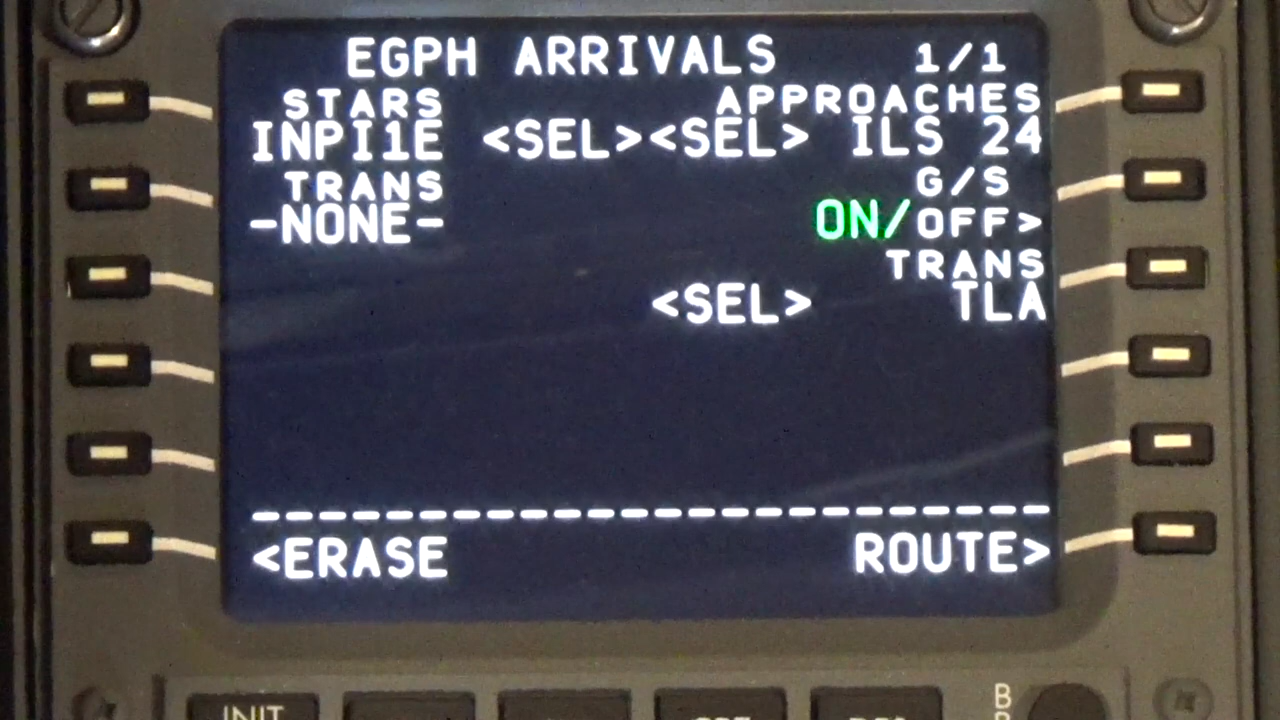 EGPH ARRIVALS 1/1
STARS APPROACHES
INPI1E <SEL><SEL> ILS 24
TRANS G/S
-NONE- ON/OFF>
TRANS
<SEL> TLA
------------------------
<ERASE ROUTE>
INIT
B